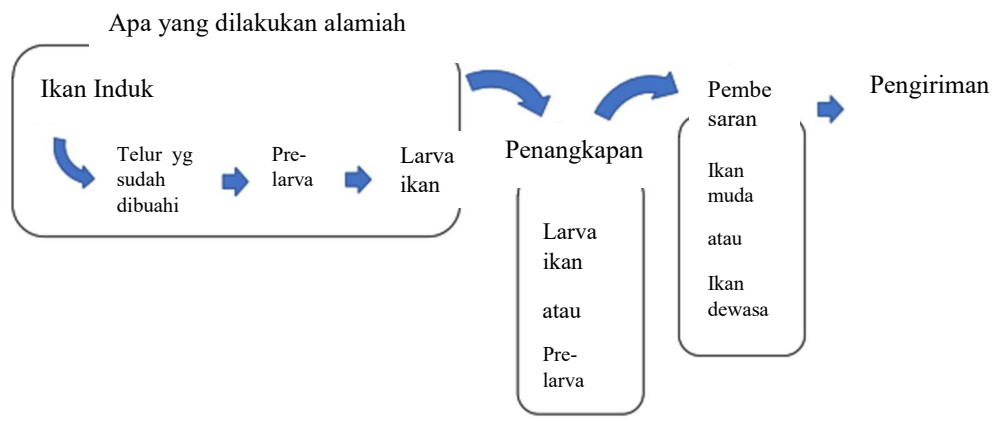 Apa yang dilakukan alamiah
Ikan Induk
Telur yg
sudah
dibuahi
Pre-
larva
Larva
ikan
Penangkapan
Larva
ikan
atau
Pre-
larva
Pembe
saran
Ikan
muda
atau
Ikan
dewasa
Pengiriman